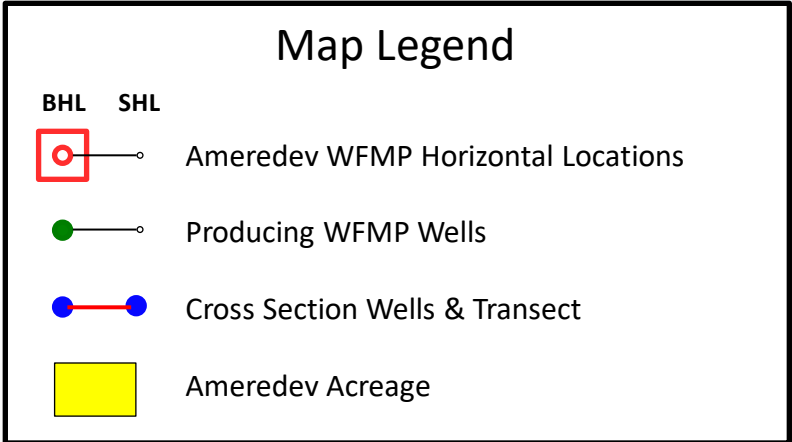 Map Legend
BHL SHL
Ameredev WFMP Horizontal Locations
Producing WFMP Wells
Cross Section Wells & Transect
Ameredev Acreage